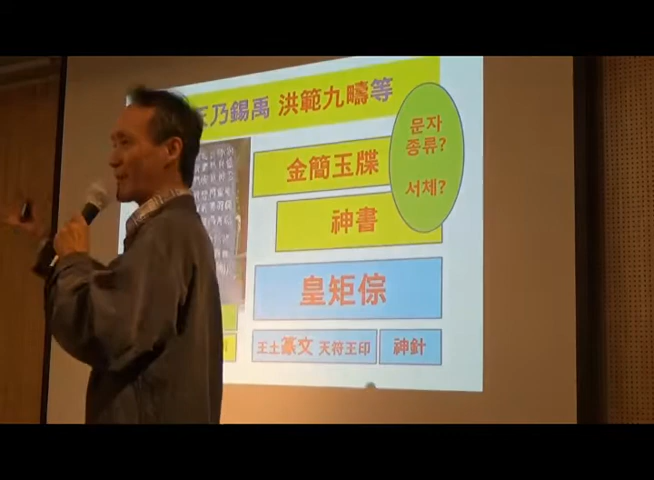 天乃錫禹 洪範九疇等
문자
종류?
서체?
金簡玉牒
神書
皇矩倧
王土篆文 天符王印
神針